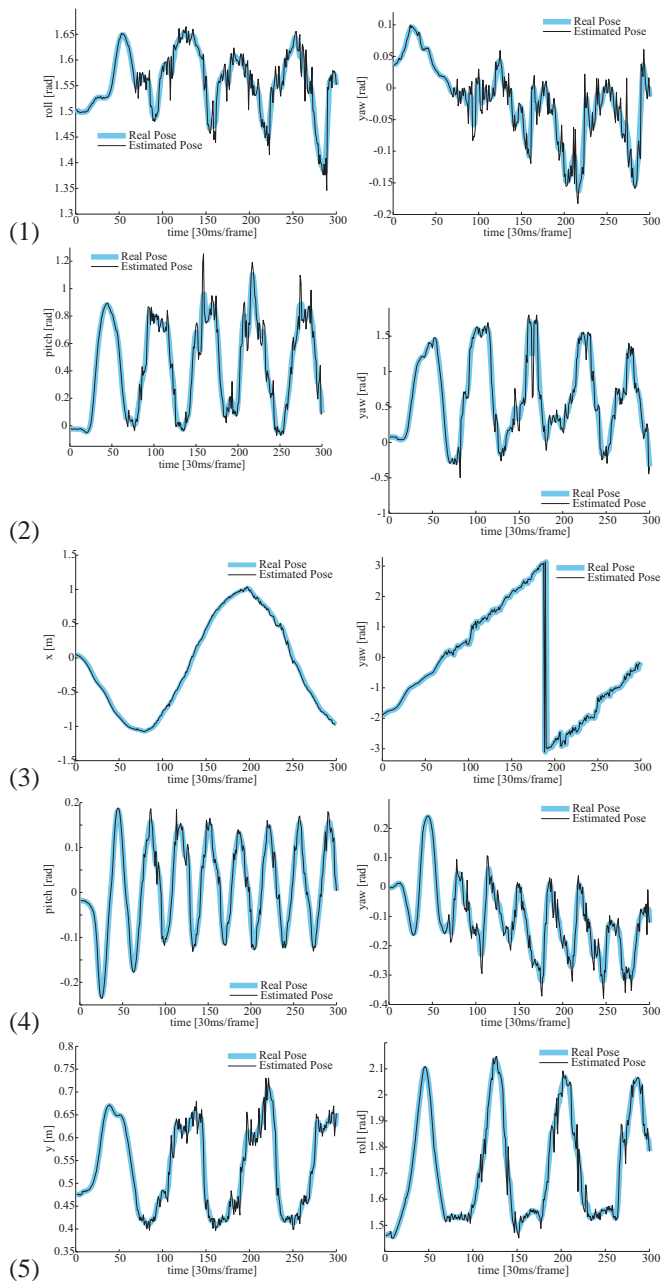 1.65
1.6
1.55
1.5
1.45
1.4
1.35
1.3
roll [rad]
Real Pose
Estimated Pose
0 50 100 150 200 250 300
time [30ms/frame]
0.1
0.05
0
-0.05
-0.1
-0.15
-0.2
yaw [rad]
Real Pose
Estimated Pose
0 50 100 150 200 250 300
time [30ms/frame]
(1)
1.2
1
0.8
0.6
0.4
0.2
0
pitch [rad]
Real Pose
Estimated Pose
0 50 100 150 200 250 300
time [30ms/frame]
1.5
1
0.5
0
-0.5
-1
yaw [rad]
Real Pose
Estimated Pose
0 50 100 150 200 250 300
time [30ms/frame]
(2)
1.5
1
0.5
0
-0.5
-1
-1.5
x [m]
Real Pose
Estimated Pose
0 50 100 150 200 250 300
time [30ms/frame]
3
2
1
0
-1
-2
-3
yaw [rad]
Real Pose
Estimated Pose
0 50 100 150 200 250 300
time [30ms/frame]
(3)
0.2
0.1
0
-0.1
-0.2
pitch [rad]
Real Pose
Estimated Pose
0 50 100 150 200 250 300
time [30ms/frame]
0.2
0.1
0
-0.1
-0.2
-0.3
-0.4
yaw [rad]
Real Pose
Estimated Pose
0 50 100 150 200 250 300
time [30ms/frame]
(4)
0.8
0.7
0.65
0.6
0.55
0.5
0.45
0.4
0.35
y [m]
Real Pose
Estimated Pose
0 50 100 150 200 250 300
time [30ms/frame]
2.1
2
1.9
1.8
1.7
1.6
1.5
1.4
roll [rad]
Real Pose
Estimated Pose
0 50 100 150 200 250 300
time [30ms/frame]
(5)